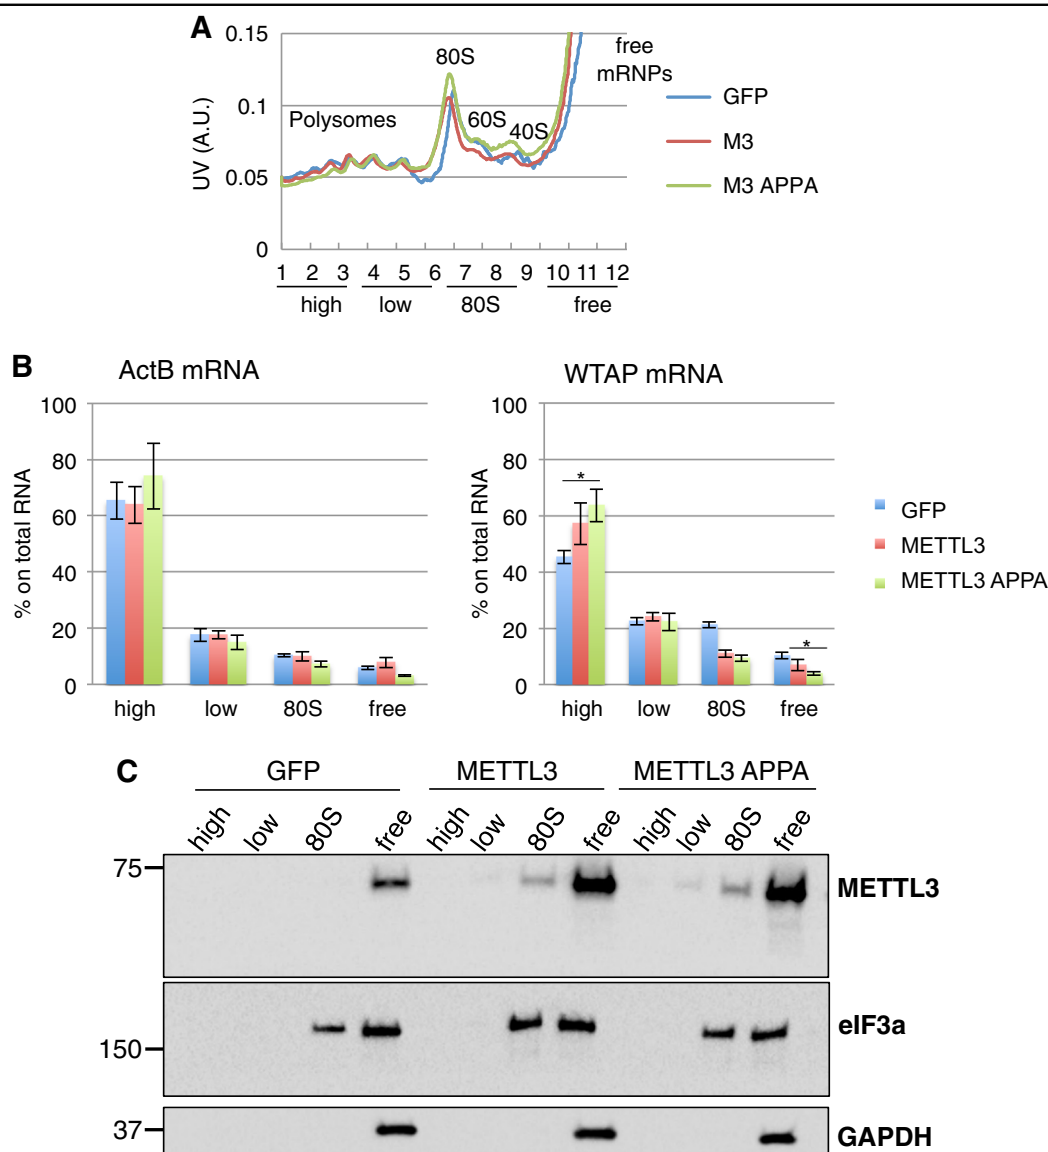 A
0.15
0.1
0.05
0
UV (A.U.)
Polysomes
80S
60S
40S
free
mRNPs
GFP
M3
M3 APPA
1 2 3 4 5 6 7 8 9 10 11 12
high low 80S free
B
ActB mRNA
100
80
60
40
20
0
% on total RNA
high low 80S free
WTAP mRNA
100
80
60
40
20
0
% on total RNA
*
*
high low 80S free
GFP
METTL3
METTL3 APPA
C
GFP METTL3 METTL3 APPA
high low 80S free high low 80S free high low 80S free
75
METTL3
eIF3a
150
37
GAPDH